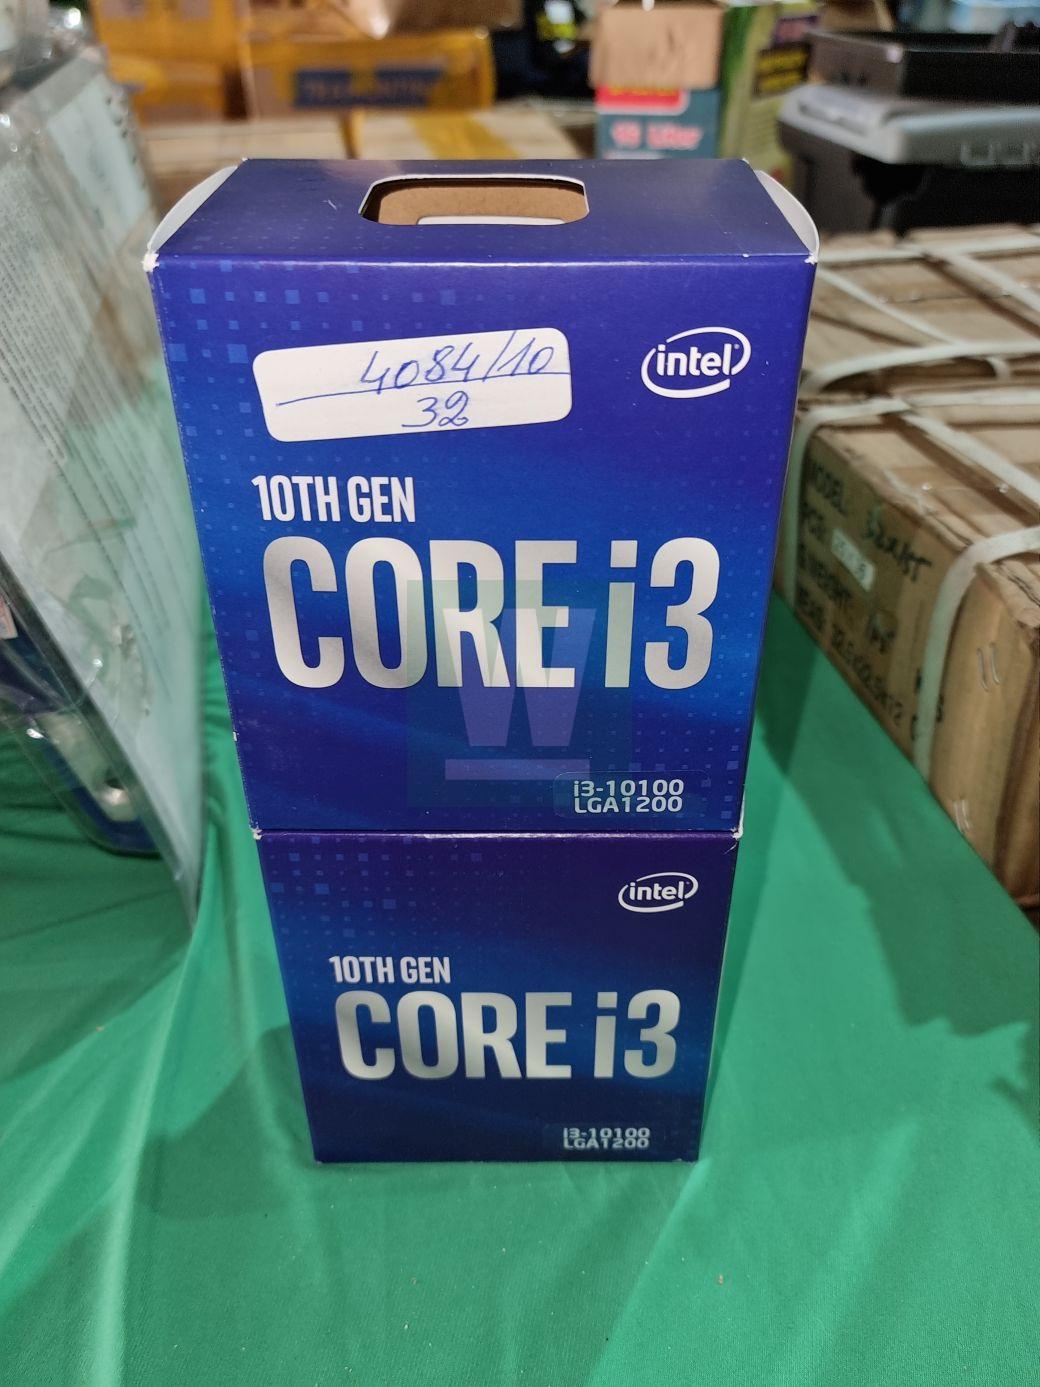 intel
4084/10
32
10TH GEN
CORE i3
i3-10100
LGA1200
intel
10TH GEN
CORE i3
i3-10100
LGA1200
W
MODEL